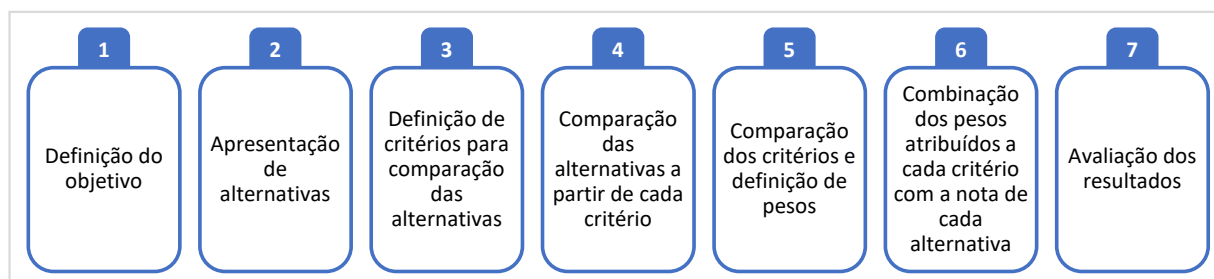 1
Definição do
objetivo
2
Apresentação
de
alternativas
3
Definição de
critérios para
comparação
das
alternativas
4
Comparação
das
alternativas a
partir de cada
critério
5
Comparação
dos critérios e
definição de
pesos
6
Combinação
dos pesos
atribuídos a
cada critério
com a nota de
cada
alternativa
7
Avaliação dos
resultados